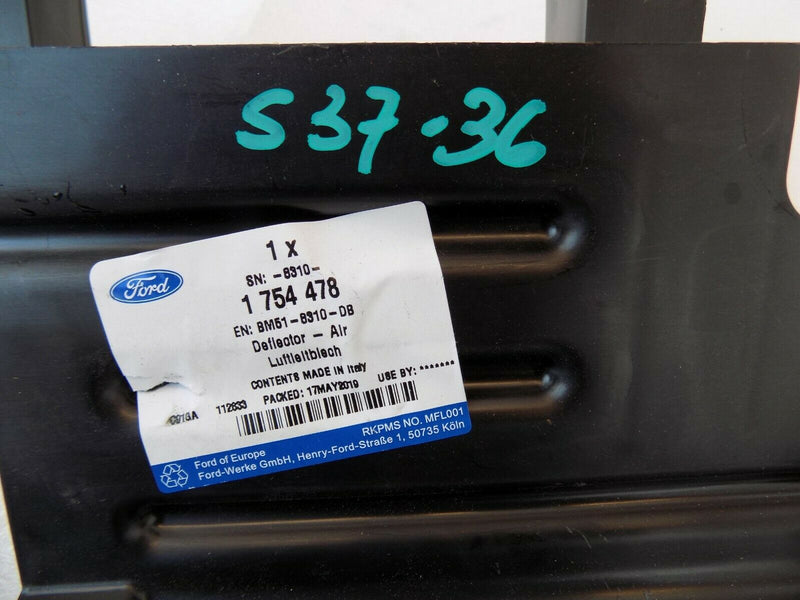 S37-36
1 x
SN: -8310-
Ford
1 754 478
EN: BM51-8310-DB
Deflector - Air
Luftleitblech
CONTENTS MADE IN Italy
PACKED: 17MAY2019 USE BY: *******
112833
RKPMS NO. MFL001
Ford of Europe
Ford-Werke GmbH, Henry-Ford-Straße 1, 50735 Köln